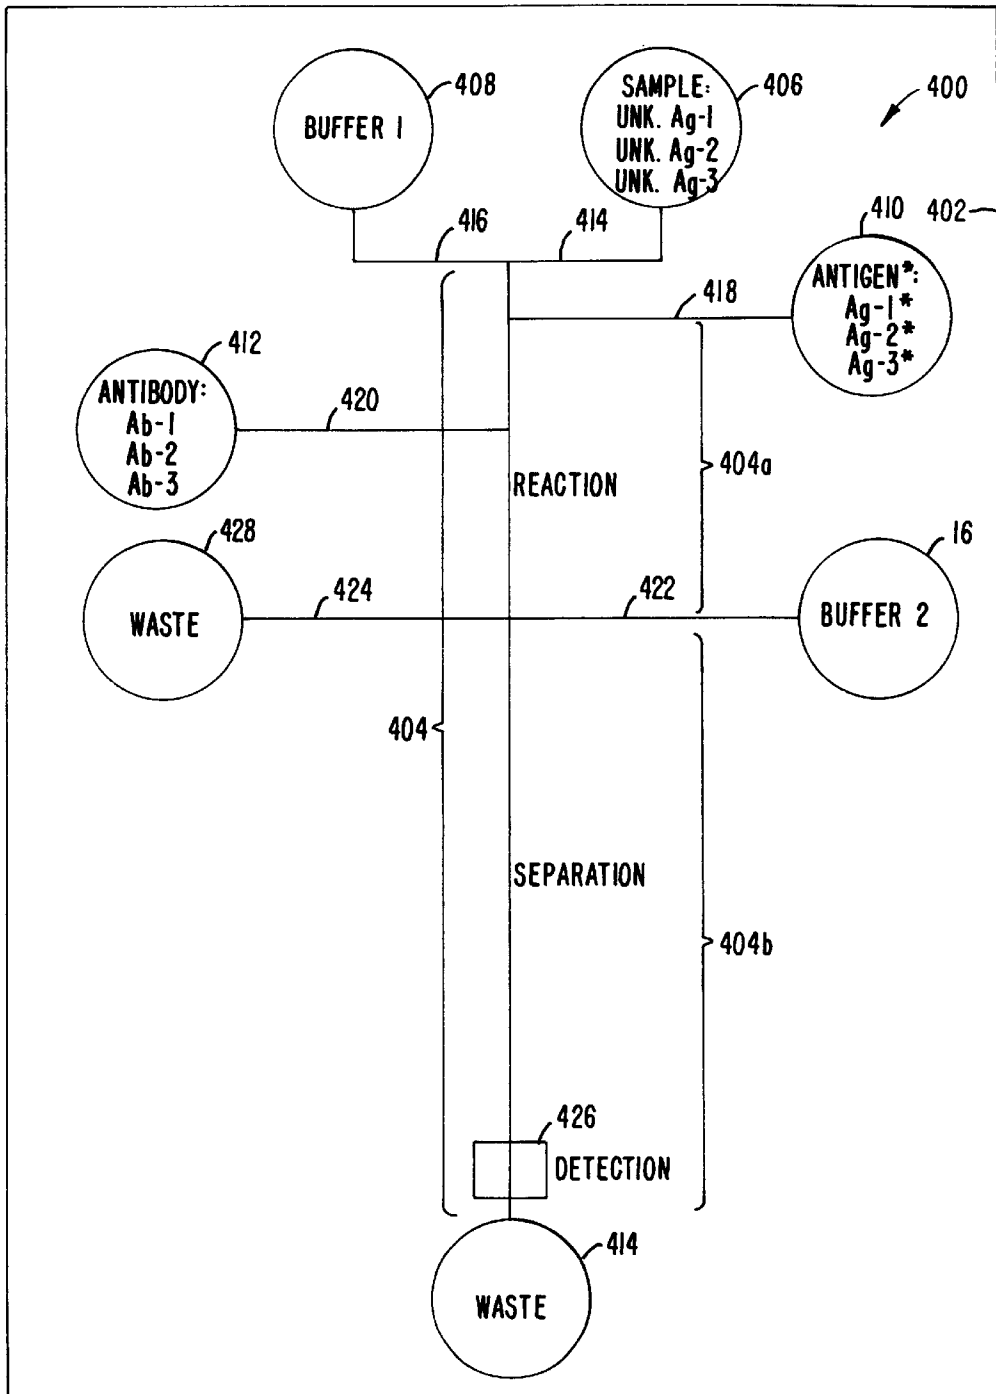 408
BUFFER 1
406
SAMPLE:
UNK. Ag-1
UNK. Ag-2
UNK. Ag-3
400
402
416
414
410
ANTIGEN*:
Ag-1*
Ag-2*
Ag-3*
418
412
ANTIBODY:
Ab-1
Ab-2
Ab-3
420
404a
REACTION
428
WASTE
424
422
16
BUFFER 2
404
SEPARATION
404b
426
DETECTION
414
WASTE